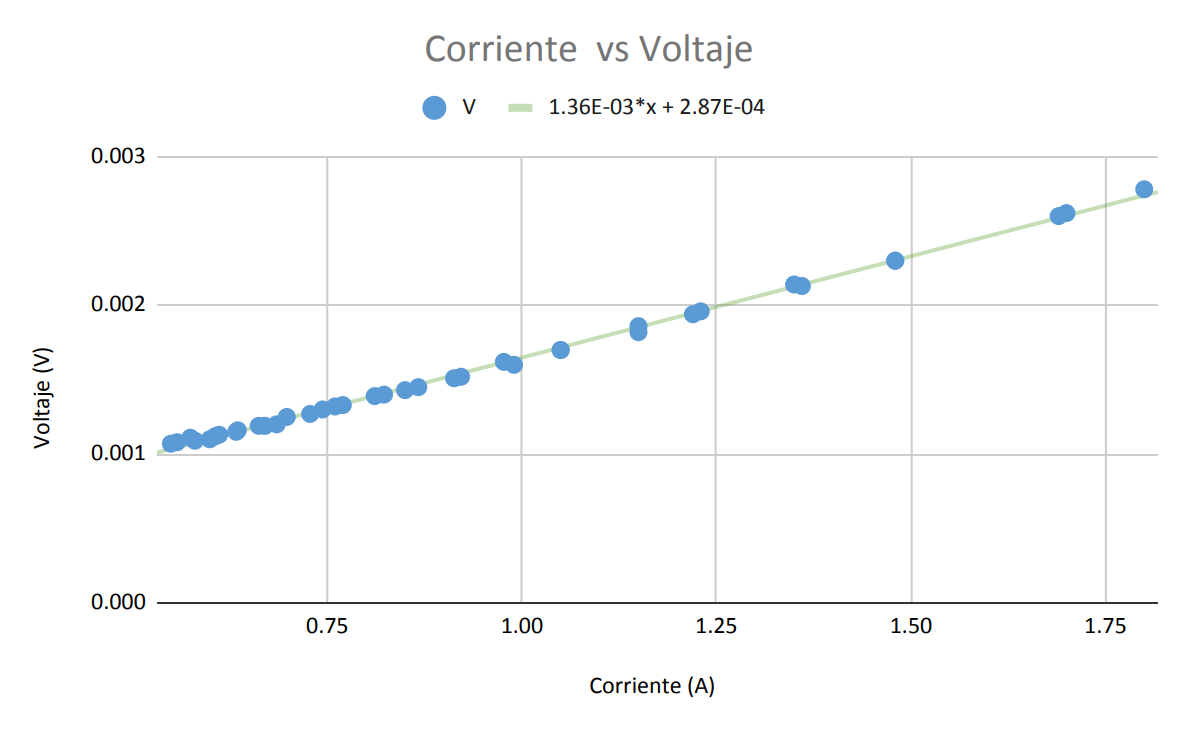 Corriente vs Voltaje
V 1.36E-03*x + 2.87E-04
0.003
0.002
0.001
0.000
Voltaje (V)
0.75 1.00 1.25 1.50 1.75
Corriente (A)